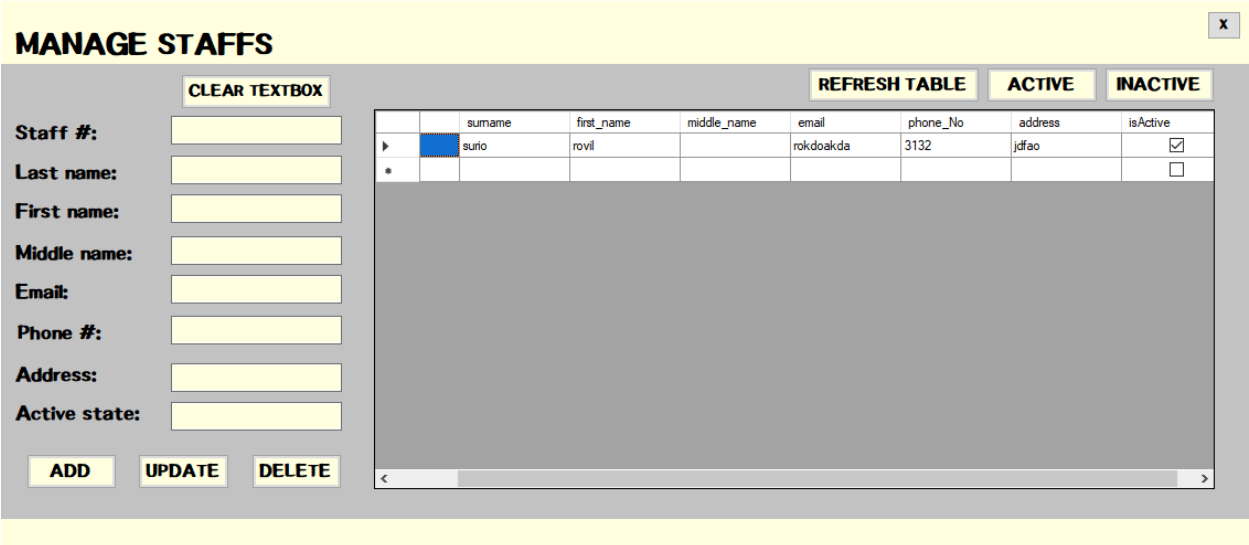 X
MANAGE STAFFS
CLEAR TEXTBOX
REFRESH TABLE ACTIVE INACTIVE
Staff #:
Last name:
First name:
Middle name:
Email:
Phone #:
Address:
Active state:
surname first_name middle_name email phone_No address isActive
surio rovil rokdoakda 3132 jdfao
ADD UPDATE DELETE